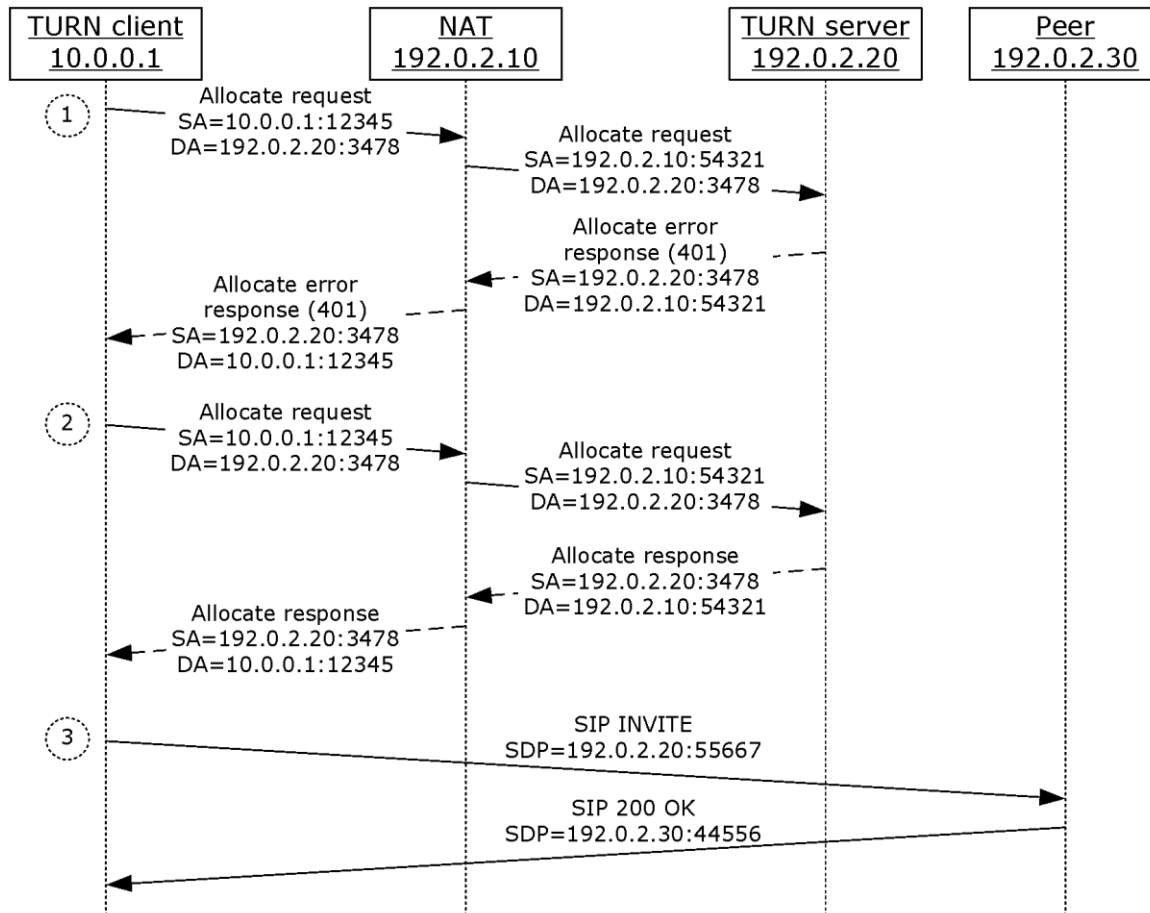 TURN client
10.0.0.1
NAT
192.0.2.10
TURN server
192.0.2.20
Peer
192.0.2.30
1
Allocate request
SA=10.0.0.1:12345
DA=192.0.2.20:3478
Allocate request
SA=192.0.2.10:54321
DA=192.0.2.20:3478
Allocate error
response (401)
SA=192.0.2.20:3478
DA=192.0.2.10:54321
Allocate error
response (401)
SA=192.0.2.20:3478
DA=10.0.0.1:12345
2
Allocate request
SA=10.0.0.1:12345
DA=192.0.2.20:3478
Allocate request
SA=192.0.2.10:54321
DA=192.0.2.20:3478
Allocate response
SA=192.0.2.20:3478
DA=192.0.2.10:54321
Allocate response
SA=192.0.2.20:3478
DA=10.0.0.1:12345
3
SIP INVITE
SDP=192.0.2.20:55667
SIP 200 OK
SDP=192.0.2.30:44556